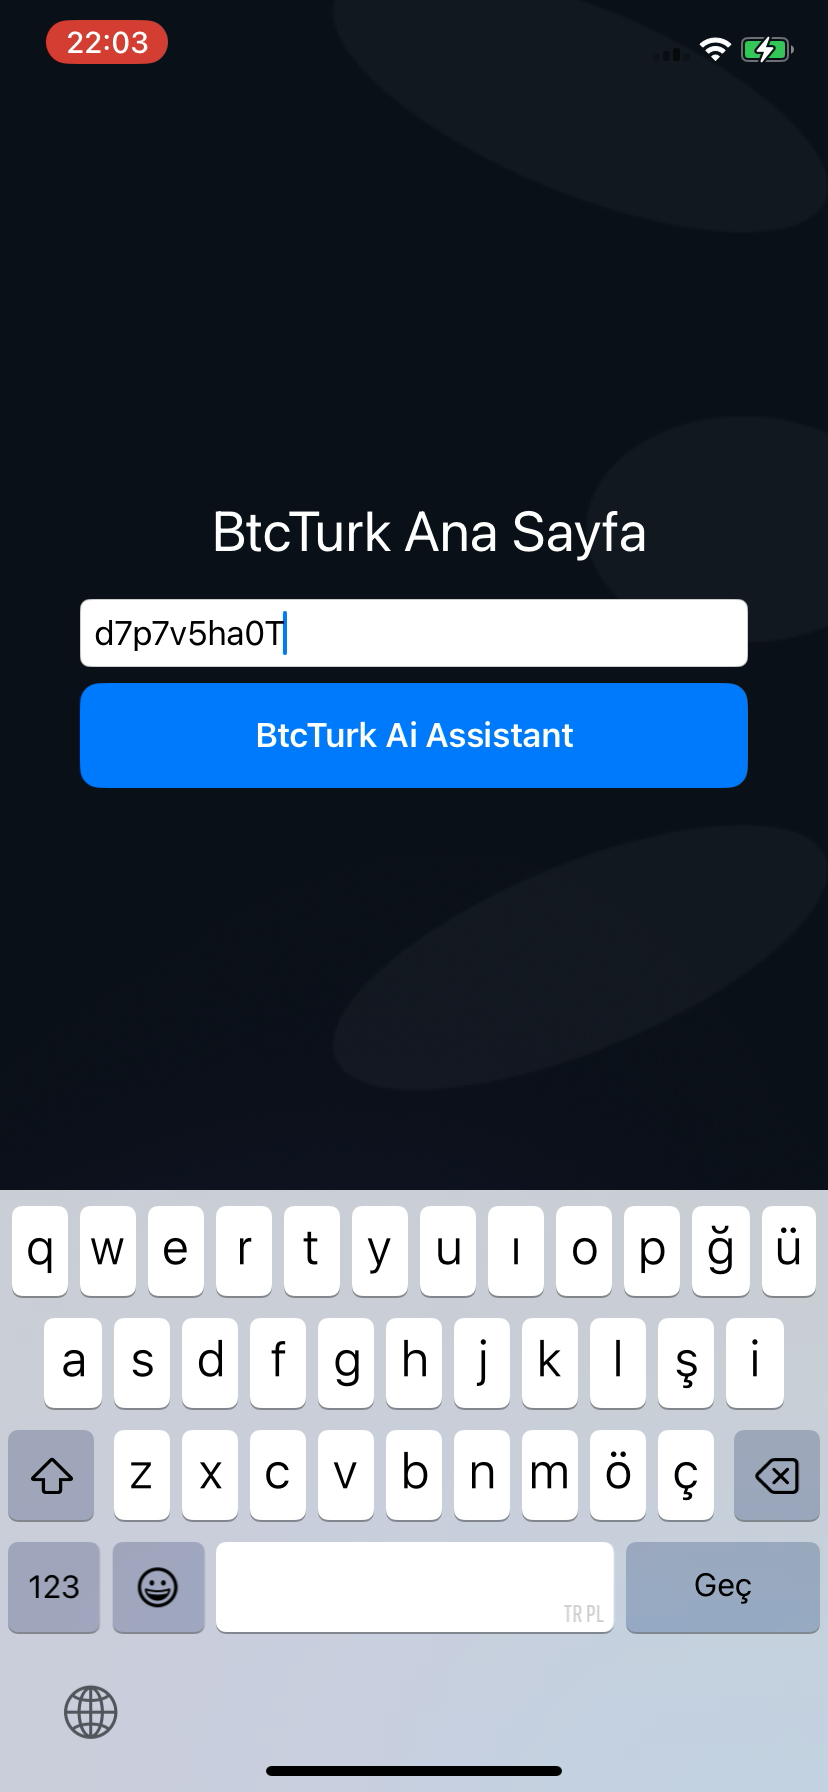 22:03
BtcTurk Ana Sayfa
d7p7v5ha0T
BtcTurk Ai Assistant
q w e r t y u ı o p ğ ü
a s d f g h j k l ş i
z x c v b n m ö ç
123
TR PL
Geç